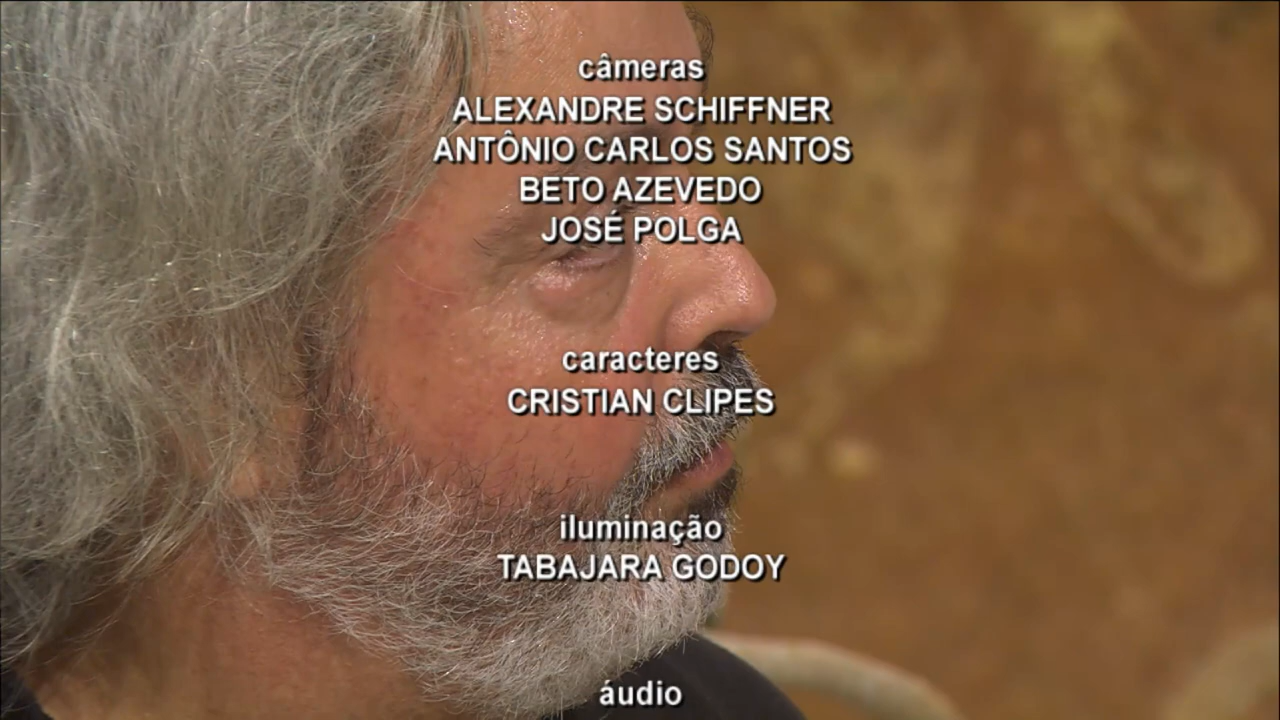 câmeras
ALEXANDRE SCHIFFNER
ANTÔNIO CARLOS SANTOS
BETO AZEVEDO
JOSÉ POLGA
caracteres
CRISTIAN CLIPES
iluminação
TABAJARA GODOY
áudio